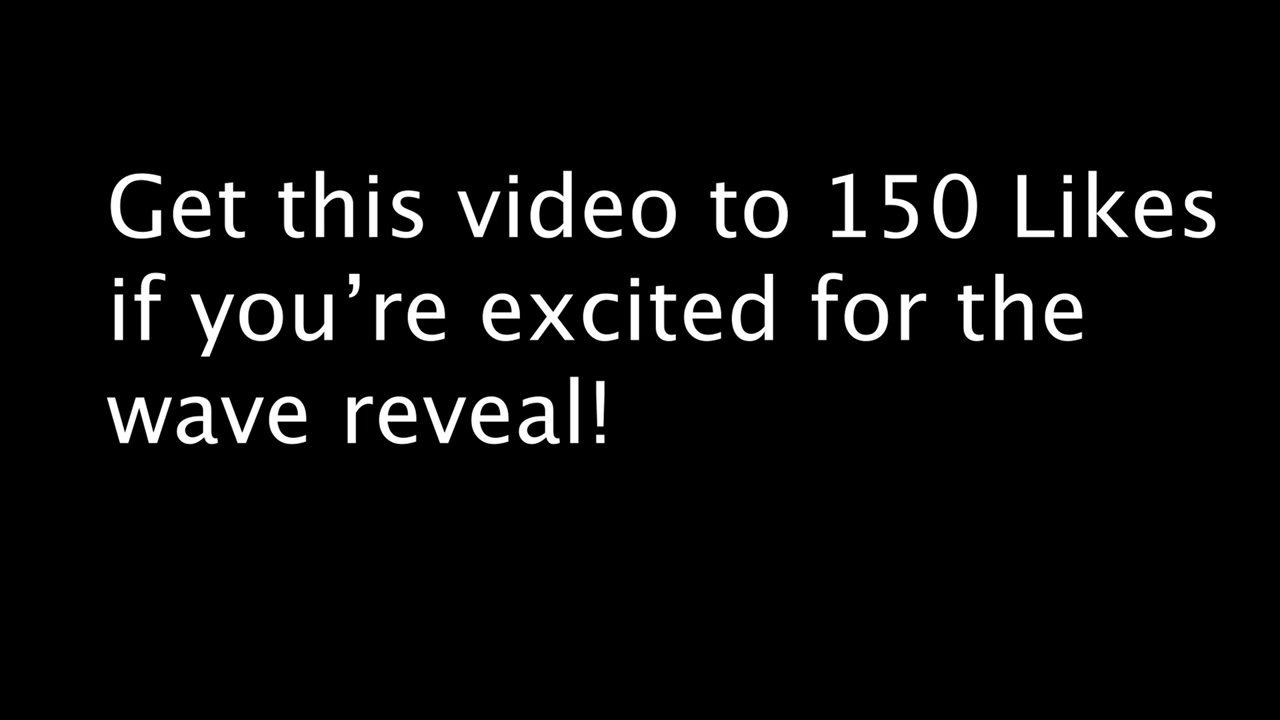 Get this video to 150 Likes
if you’re excited for the
wave reveal!